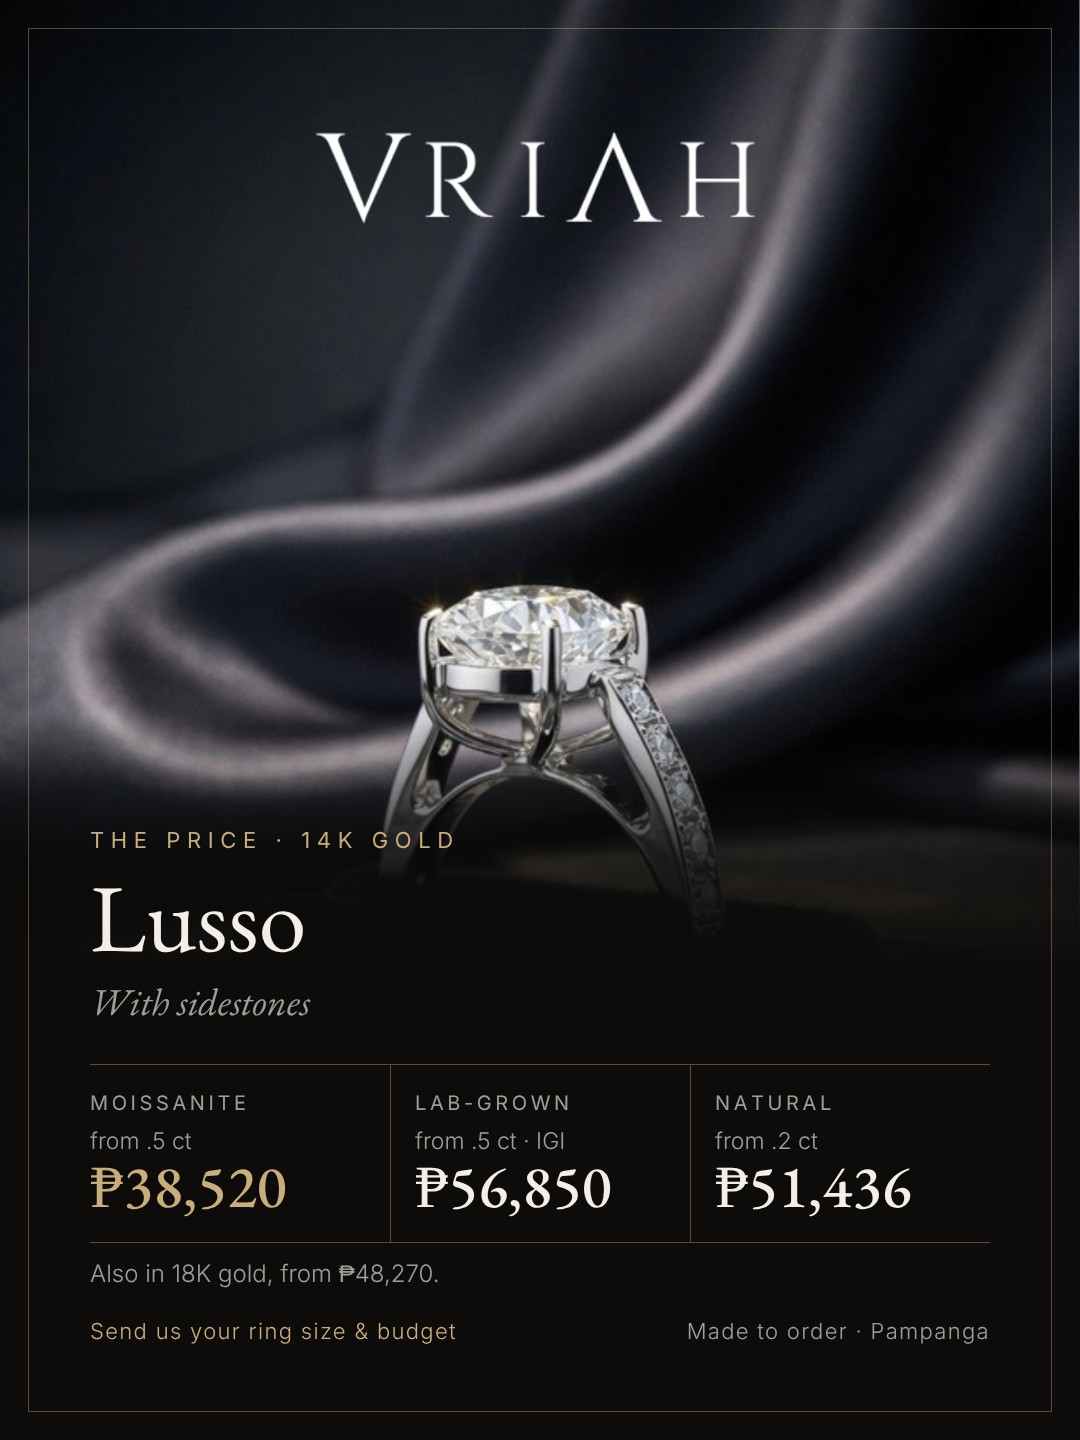 VRIAH
THE PRICE · 14K GOLD
Lusso
With sidestones
MOISSANITE
from .5 ct
₱38,520
LAB-GROWN
from .5 ct · IGI
₱56,850
NATURAL
from .2 ct
₱51,436
Also in 18K gold, from ₱48,270.
Send us your ring size & budget
Made to order · Pampanga